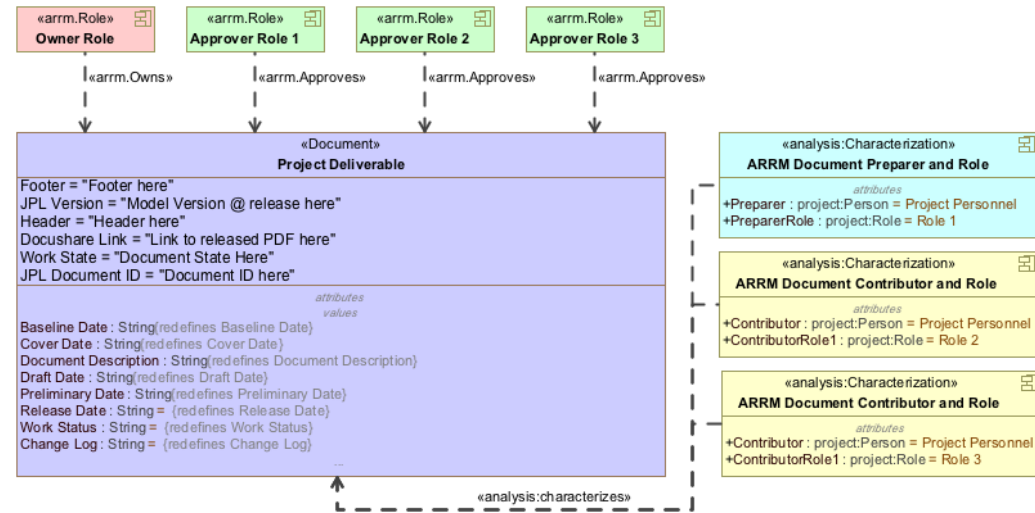 «arrm.Role»
Owner Role
«arrm.Role»
Approver Role 1
«arrm.Role»
Approver Role 2
«arrm.Role»
Approver Role 3
«arrm.Owns»
«arrm.Approves»
«arrm.Approves»
«arrm.Approves»
«Document»
Project Deliverable
Footer = "Footer here"
JPL Version = "Model Version @ release here"
Header = "Header here"
Docushare Link = "Link to released PDF here"
Work State = "Document State Here"
JPL Document ID = "Document ID here"
attributes
values
Baseline Date : String{redefines Baseline Date}
Cover Date : String{redefines Cover Date}
Document Description : String{redefines Document Description}
Draft Date : String{redefines Draft Date}
Preliminary Date : String{redefines Preliminary Date}
Release Date : String = {redefines Release Date}
Work Status : String = {redefines Work Status}
Change Log : String = {redefines Change Log}
...
«analysis:Characterization»
ARRM Document Preparer and Role
attributes
+Preparer : project:Person = Project Personnel
+PreparerRole : project:Role = Role 1
«analysis:Characterization»
ARRM Document Contributor and Role
attributes
+Contributor : project:Person = Project Personnel
+ContributorRole1 : project:Role = Role 2
«analysis:Characterization»
ARRM Document Contributor and Role
attributes
+Contributor : project:Person = Project Personnel
+ContributorRole1 : project:Role = Role 3
«analysis:characterizes»